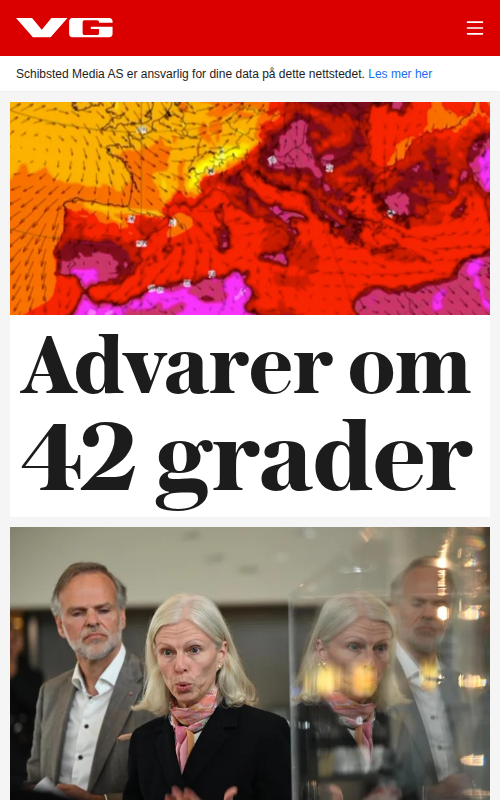 VG
Schibsted Media AS er ansvarlig for dine data på dette nettstedet. Les mer her
Advarer om
42 grader